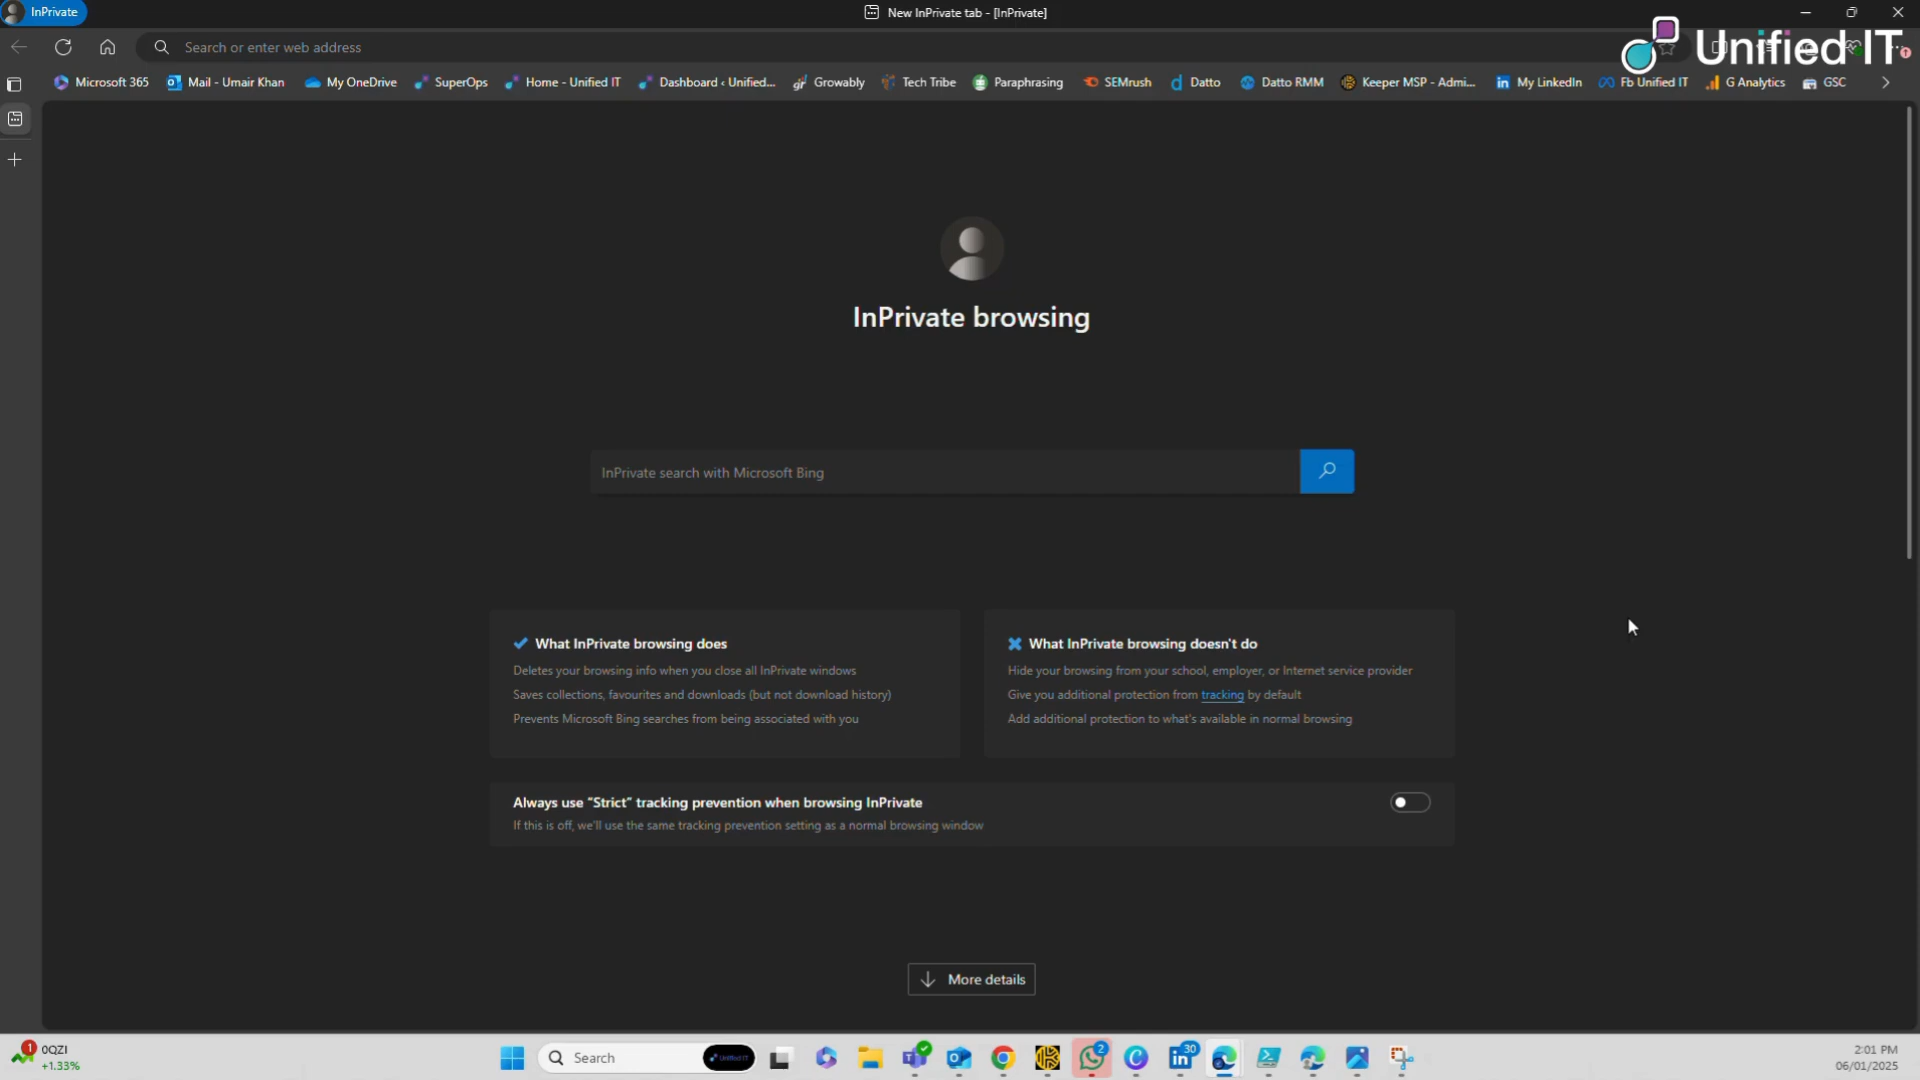 InPrivate
New InPrivate tab - [InPrivate]
Search or enter web address
Unified IT
Microsoft 365
Mail - Umair Khan
My OneDrive
SuperOps
Home - Unified IT
Dashboard ‹ Unified...
Growably
Tech Tribe
Paraphrasing
SEMrush
Datto
Datto RMM
Keeper MSP - Admi...
My LinkedIn
Fb Unified IT
G Analytics
GSC
InPrivate browsing
InPrivate search with Microsoft Bing
What InPrivate browsing does
Deletes your browsing info when you close all InPrivate windows
Saves collections, favourites and downloads (but not download history)
Prevents Microsoft Bing searches from being associated with you
What InPrivate browsing doesn't do
Hide your browsing from your school, employer, or Internet service provider
Give you additional protection from tracking by default
Add additional protection to what's available in normal browsing
Always use "Strict" tracking prevention when browsing InPrivate
If this is off, we'll use the same tracking prevention setting as a normal browsing window
More details
1
0QZI
+1.33%
Search
Unified IT
2
30
2:01 PM
06/01/2025